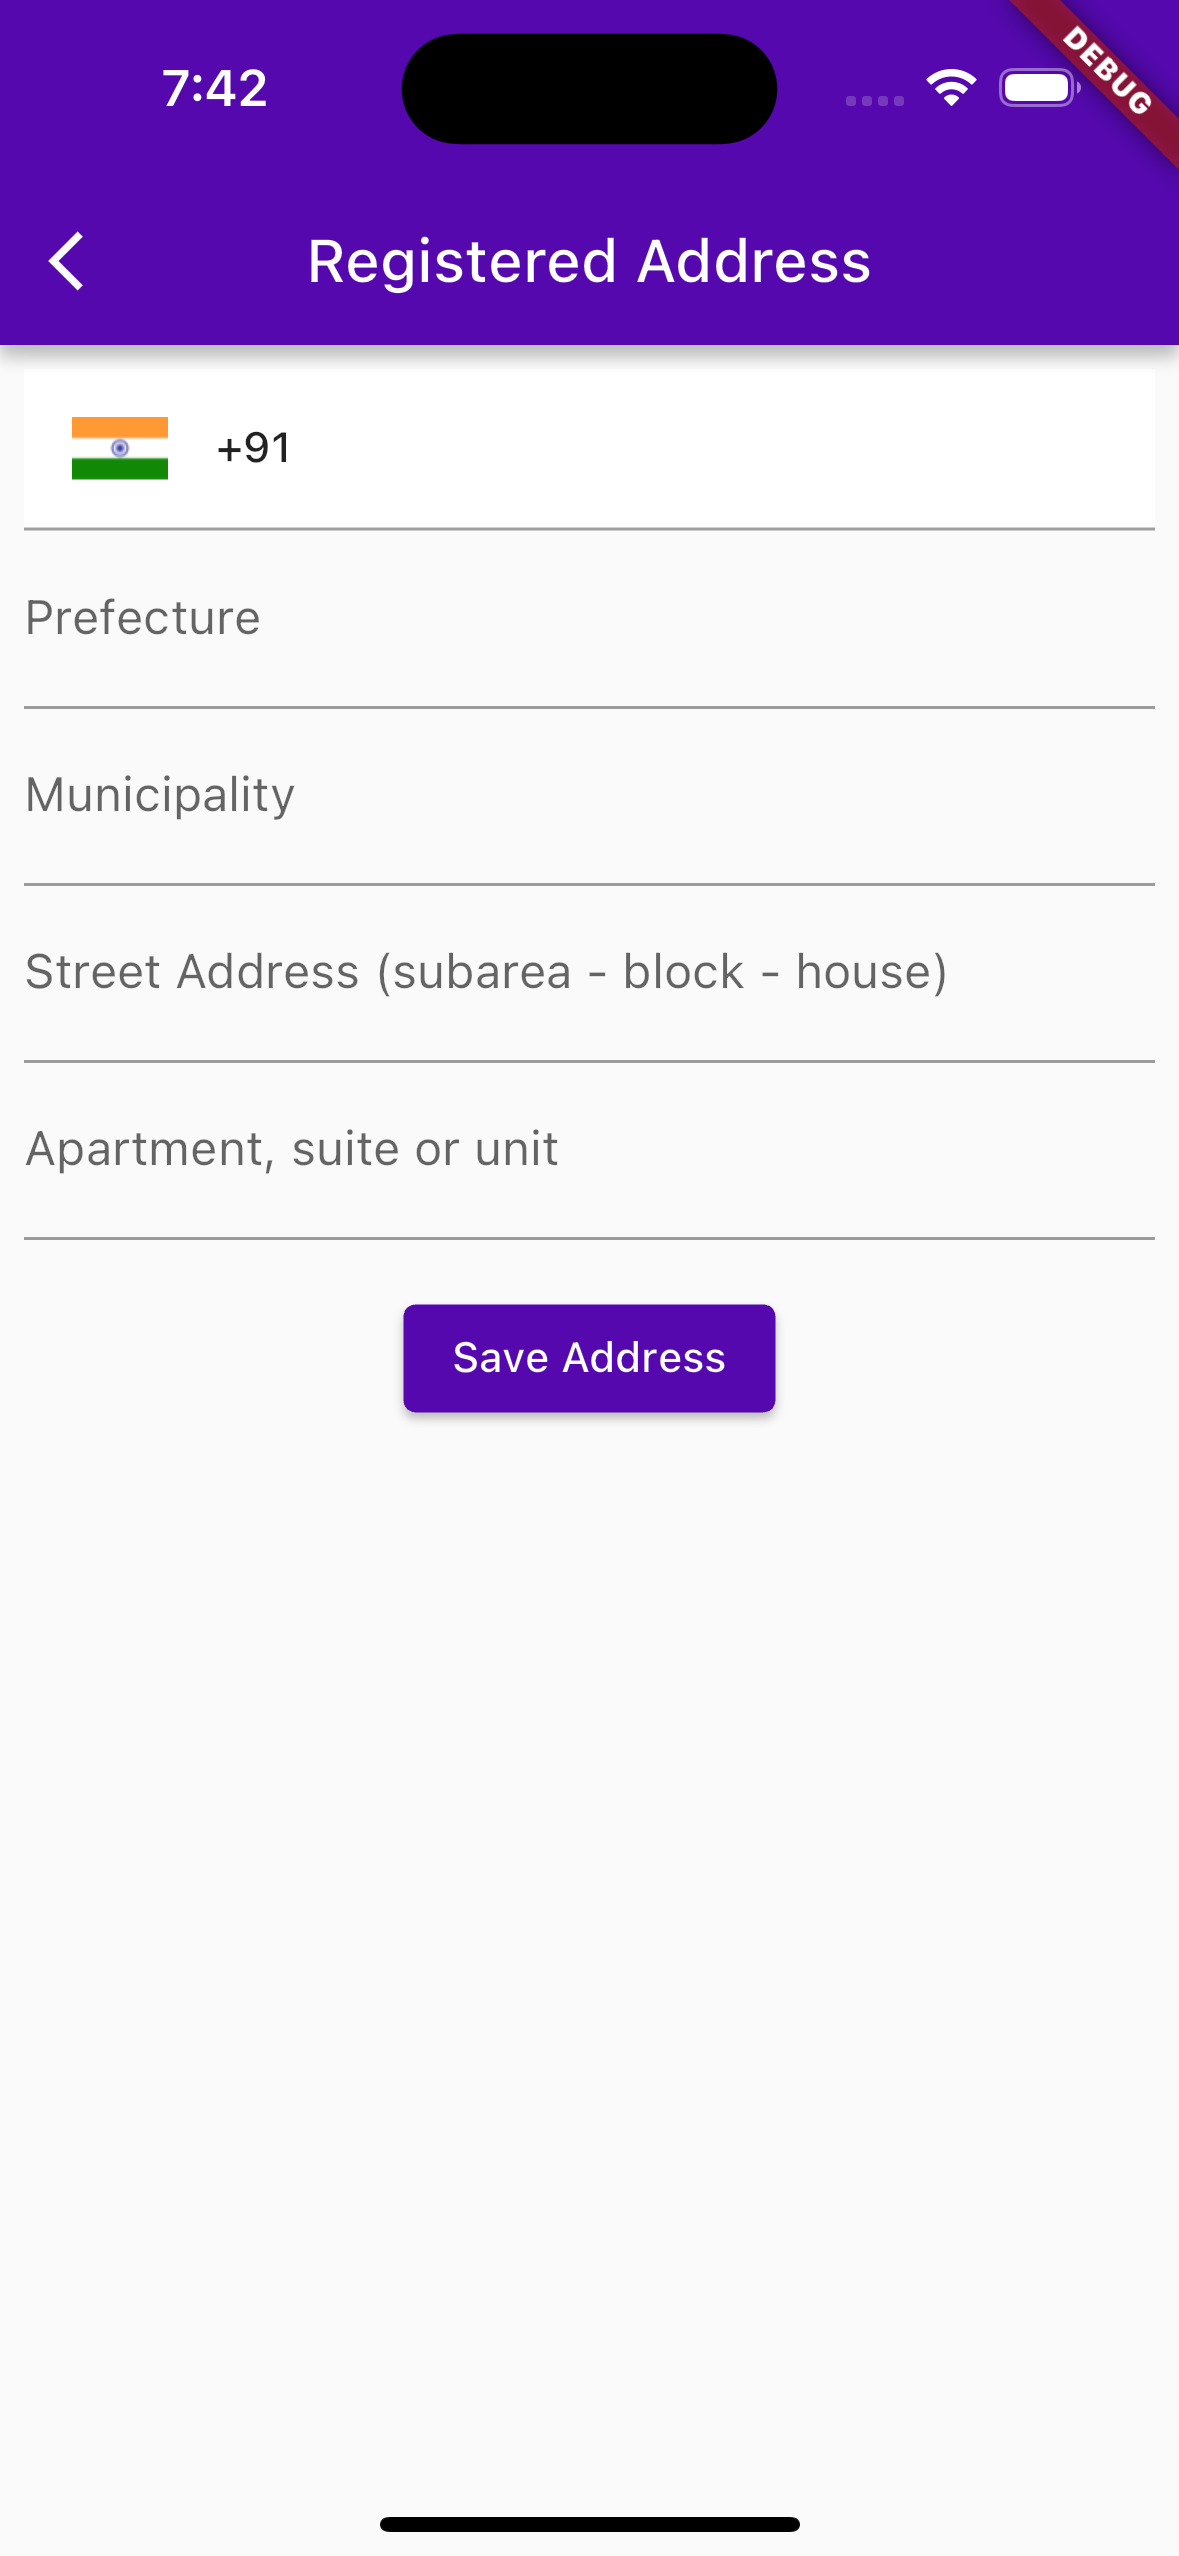 7:42
DEBUG
Registered Address
+91
Prefecture
Municipality
Street Address (subarea - block - house)
Apartment, suite or unit
Save Address